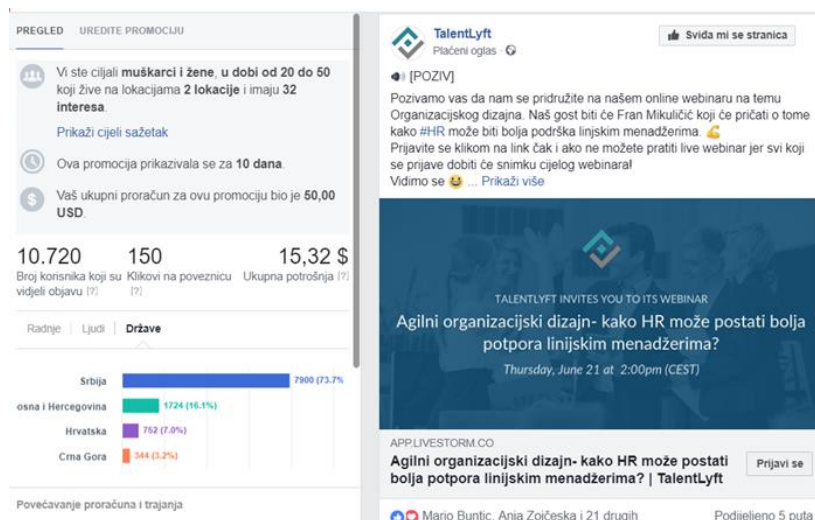 PREGLED UREDITE PROMOCIJU
Vi ste ciljali muškarci i žene, u dobi od 20 do 50
koji žive na lokacijama 2 lokacije i imaju 32
interesa.
Prikaži cijeli sažetak
Ova promocija prikazivala se za 10 dana.
Vaš ukupni proračun za ovu promociju bio je 50,00
USD.
10.720 150 15,32 $
Broj korisnika koji su Klikovi na poveznicu Ukupna potrošnja [?]
vidjeli objavu [?] [?]
Radnje Ljudi Države
Srbija 7900 (73.7%
osna i Hercegovina 1724 (16.1%)
Hrvatska 752 (7.0%)
Crna Gora 344 (3.2%)
Povećavanje proračuna i trajanja
TalentLyft
Plaćeni oglas ·
Sviđa mi se stranica
[POZIV]
Pozivamo vas da nam se pridružite na našem online webinaru na temu
Organizacijskog dizajna. Naš gost biti će Fran Mikuličić koji će pričati o tome
kako #HR može biti bolja podrška linijskim menadžerima. 💪
Prijavite se klikom na link čak i ako ne možete pratiti live webinar jer svi koji
se prijave dobiti će snimku cijelog webinara!
Vidimo se 😃 ... Prikaži više
TALENTLYFT INVITES YOU TO ITS WEBINAR
Agilni organizacijski dizajn- kako HR može postati bolja
potpora linijskim menadžerima?
Thursday, June 21 at 2:00pm (CEST)
APP.LIVESTORM.CO
Agilni organizacijski dizajn- kako HR može postati
bolja potpora linijskim menadžerima? | TalentLyft
Prijavi se
Mario Buntic, Anja Zojčeska i 21 drugih Podijeljeno 5 puta